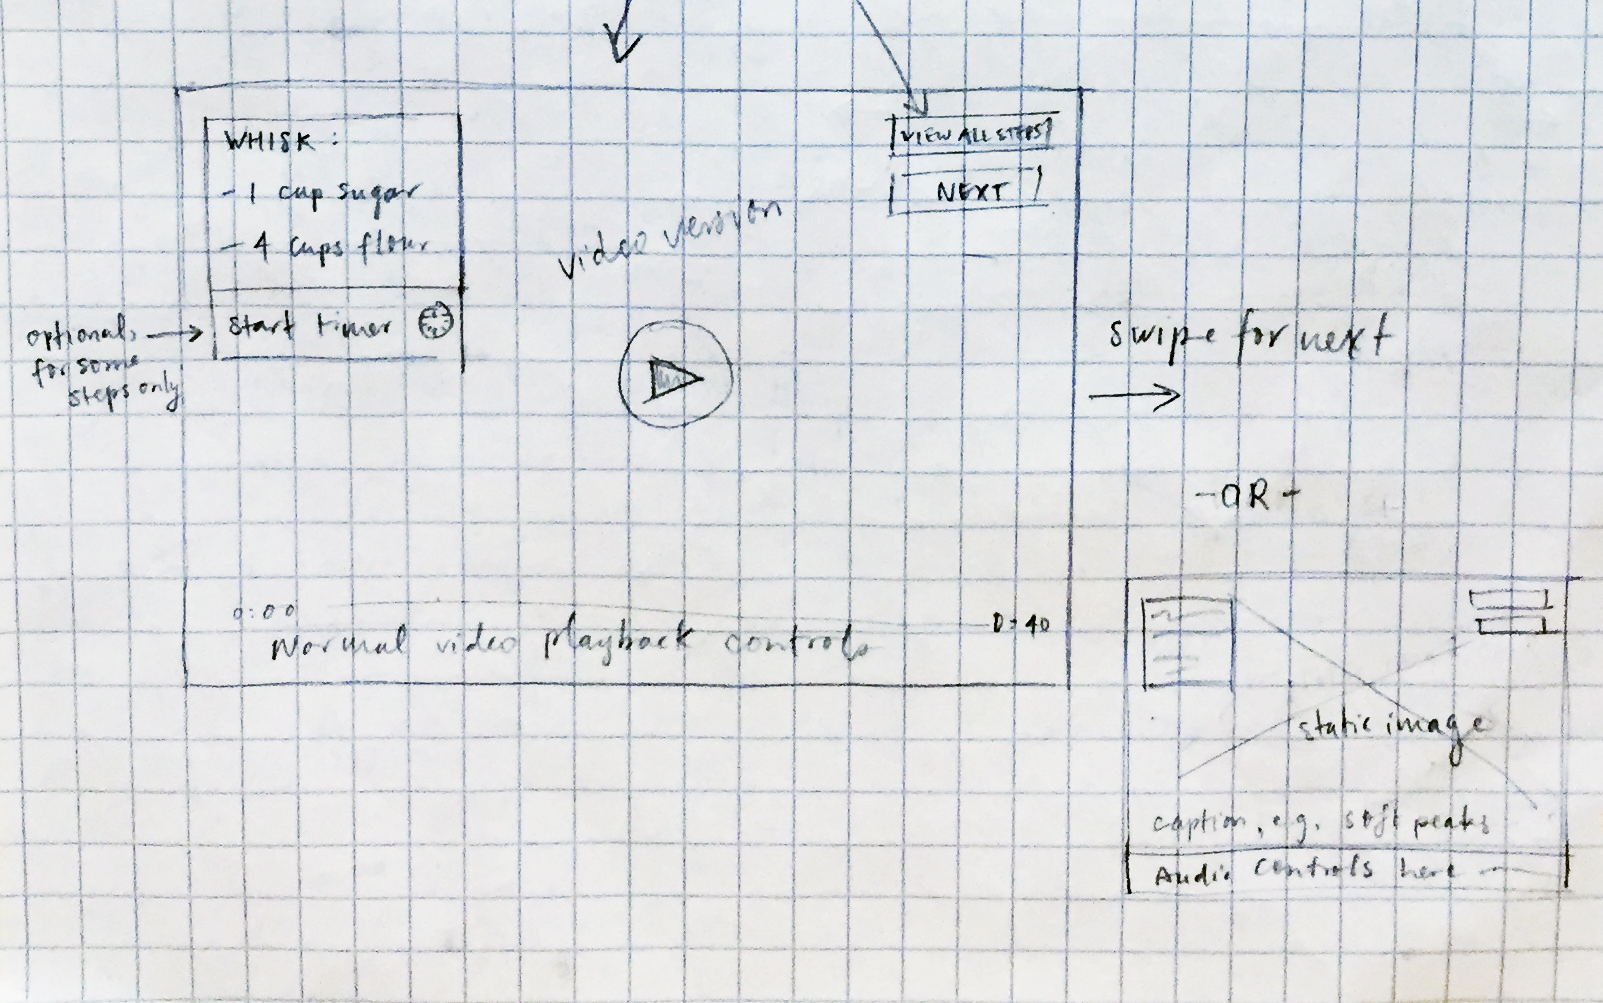 WHISK :
- 1 cup sugar
- 4 cups flour
Start timer
optional,
for some
steps only
VIEW ALL STEPS
NEXT
video version
swipe for next
- OR -
0:00
0:40
Normal video playback controls
static image
caption, e.g. soft peaks
Audio controls here